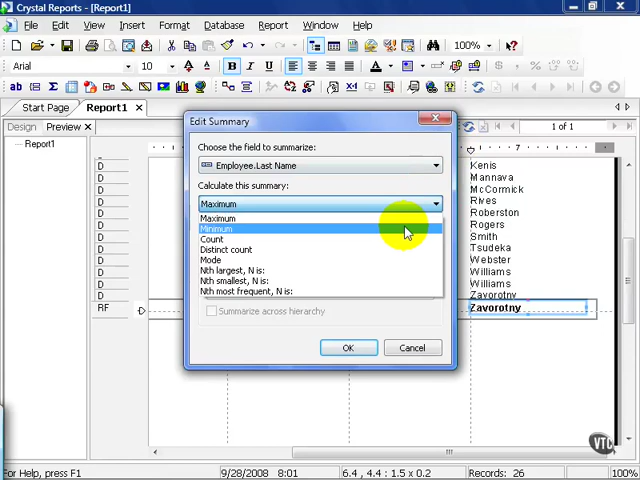 Crystal Reports - [Report1]
File Edit View Insert Format Database Report Window Help
100%
Arial 10 B I U A
ab
Start Page Report1
Design Preview 1 of 1
Report1
7
D
D
D
D
D
D
D
D
D
D
D
D
D
RF
Kenis
Mannava
McCormick
Rives
Roberston
Rogers
Smith
Tsudeka
Webster
Williams
Williams
Zavorotny
Zavorotny
Edit Summary
Choose the field to summarize:
Employee.Last Name
Calculate this summary:
Maximum
Maximum
Minimum
Count
Distinct count
Mode
Nth largest, N is:
Nth smallest, N is:
Nth most frequent, N is:
Summarize across hierarchy
OK Cancel
VTC
For Help, press F1 9/28/2008 8:01 6.4 , 4.4 : 1.5 x 0.2 Records: 26 100%